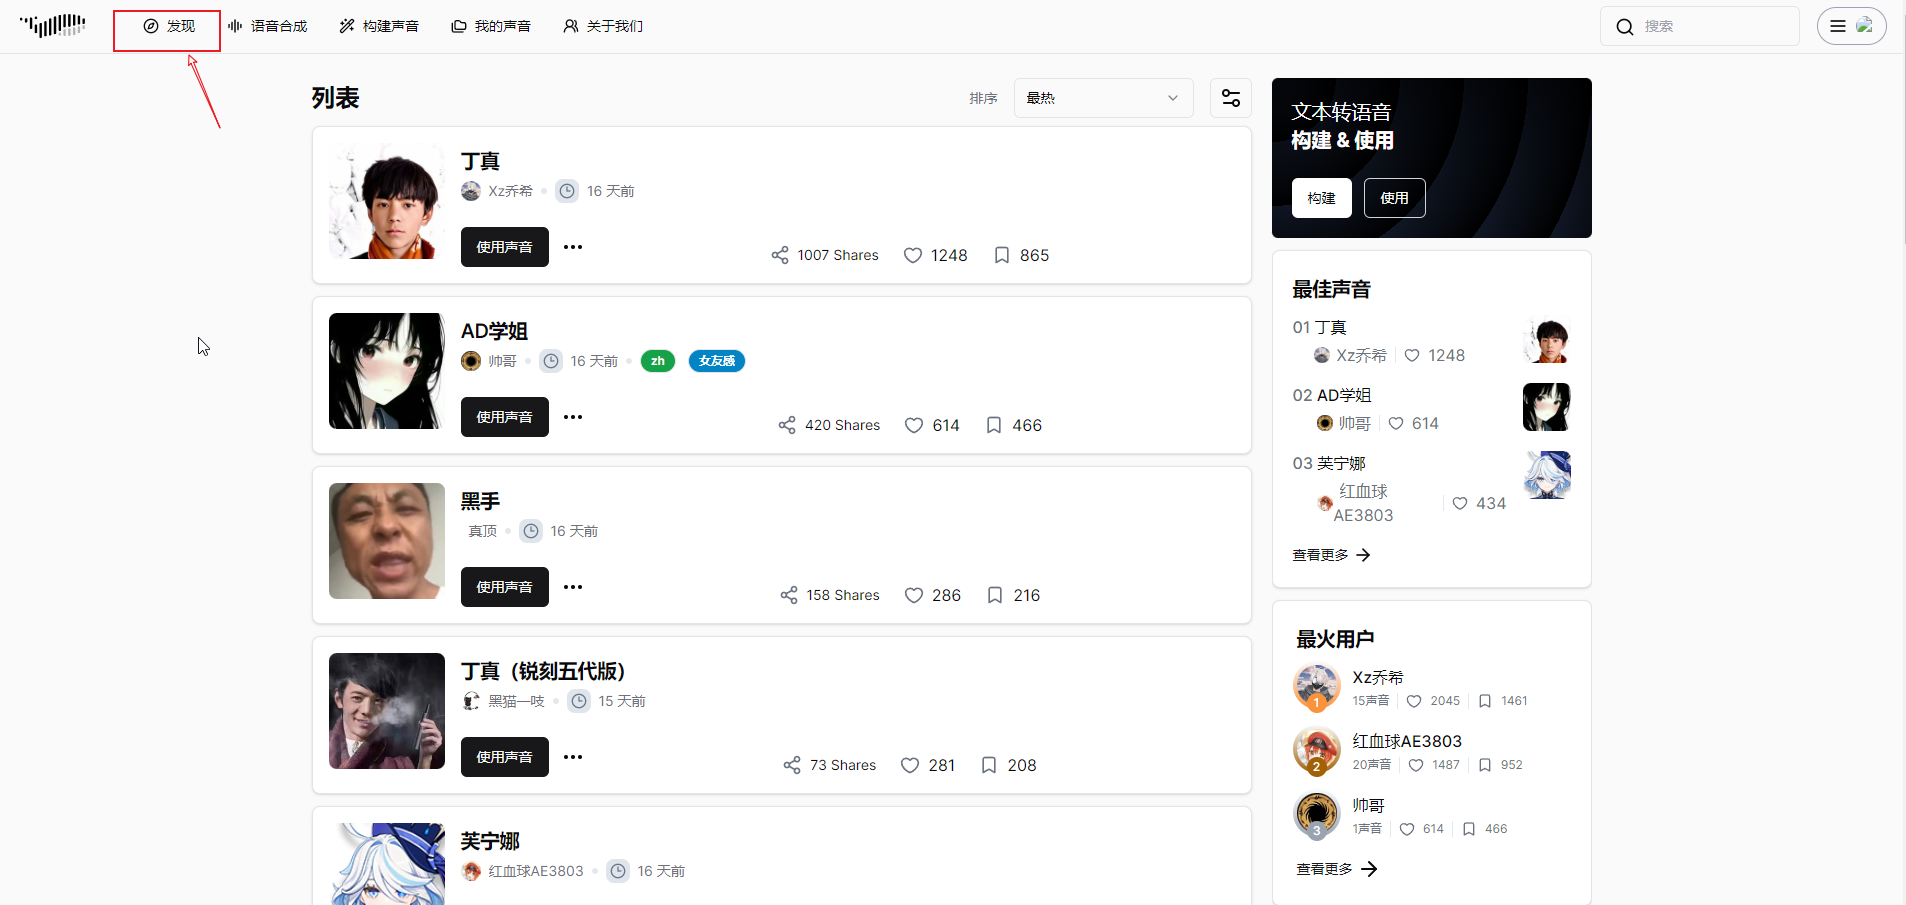 发现
语音合成
构建声音
我的声音
关于我们
搜索
列表
排序
最热
丁真
Xz乔希
16 天前
使用声音
1007 Shares
1248
865
AD学姐
帅哥
16 天前
zh
女友感
使用声音
420 Shares
614
466
黑手
真顶
16 天前
使用声音
158 Shares
286
216
丁真（锐刻五代版）
黑猫一吱
15 天前
使用声音
73 Shares
281
208
芙宁娜
红血球AE3803
16 天前
文本转语音
构建 & 使用
构建
使用
最佳声音
01 丁真
Xz乔希
1248
02 AD学姐
帅哥
614
03 芙宁娜
红血球
AE3803
434
查看更多
最火用户
1
Xz乔希
15声音
2045
1461
2
红血球AE3803
20声音
1487
952
3
帅哥
1声音
614
466
查看更多